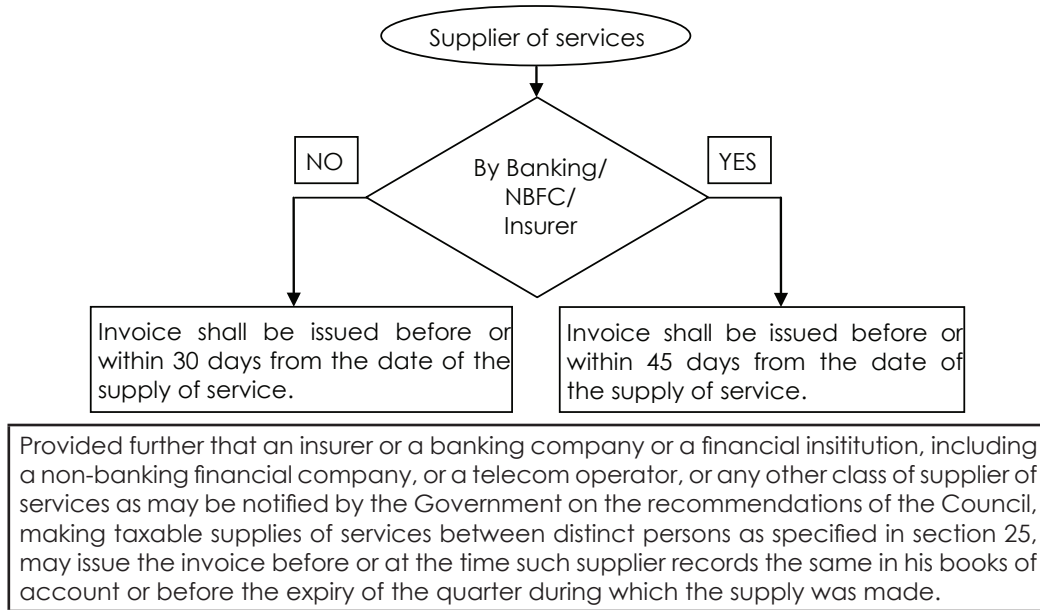 Supplier of services
NO
By Banking/
NBFC/
Insurer
YES
Invoice shall be issued before or
within 30 days from the date of the
supply of service.
Invoice shall be issued before or
within 45 days from the date of
the supply of service.
Provided further that an insurer or a banking company or a financial insititution, including
a non-banking financial company, or a telecom operator, or any other class of supplier of
services as may be notified by the Government on the recommendations of the Council,
making taxable supplies of services between distinct persons as specified in section 25,
may issue the invoice before or at the time such supplier records the same in his books of
account or before the expiry of the quarter during which the supply was made.